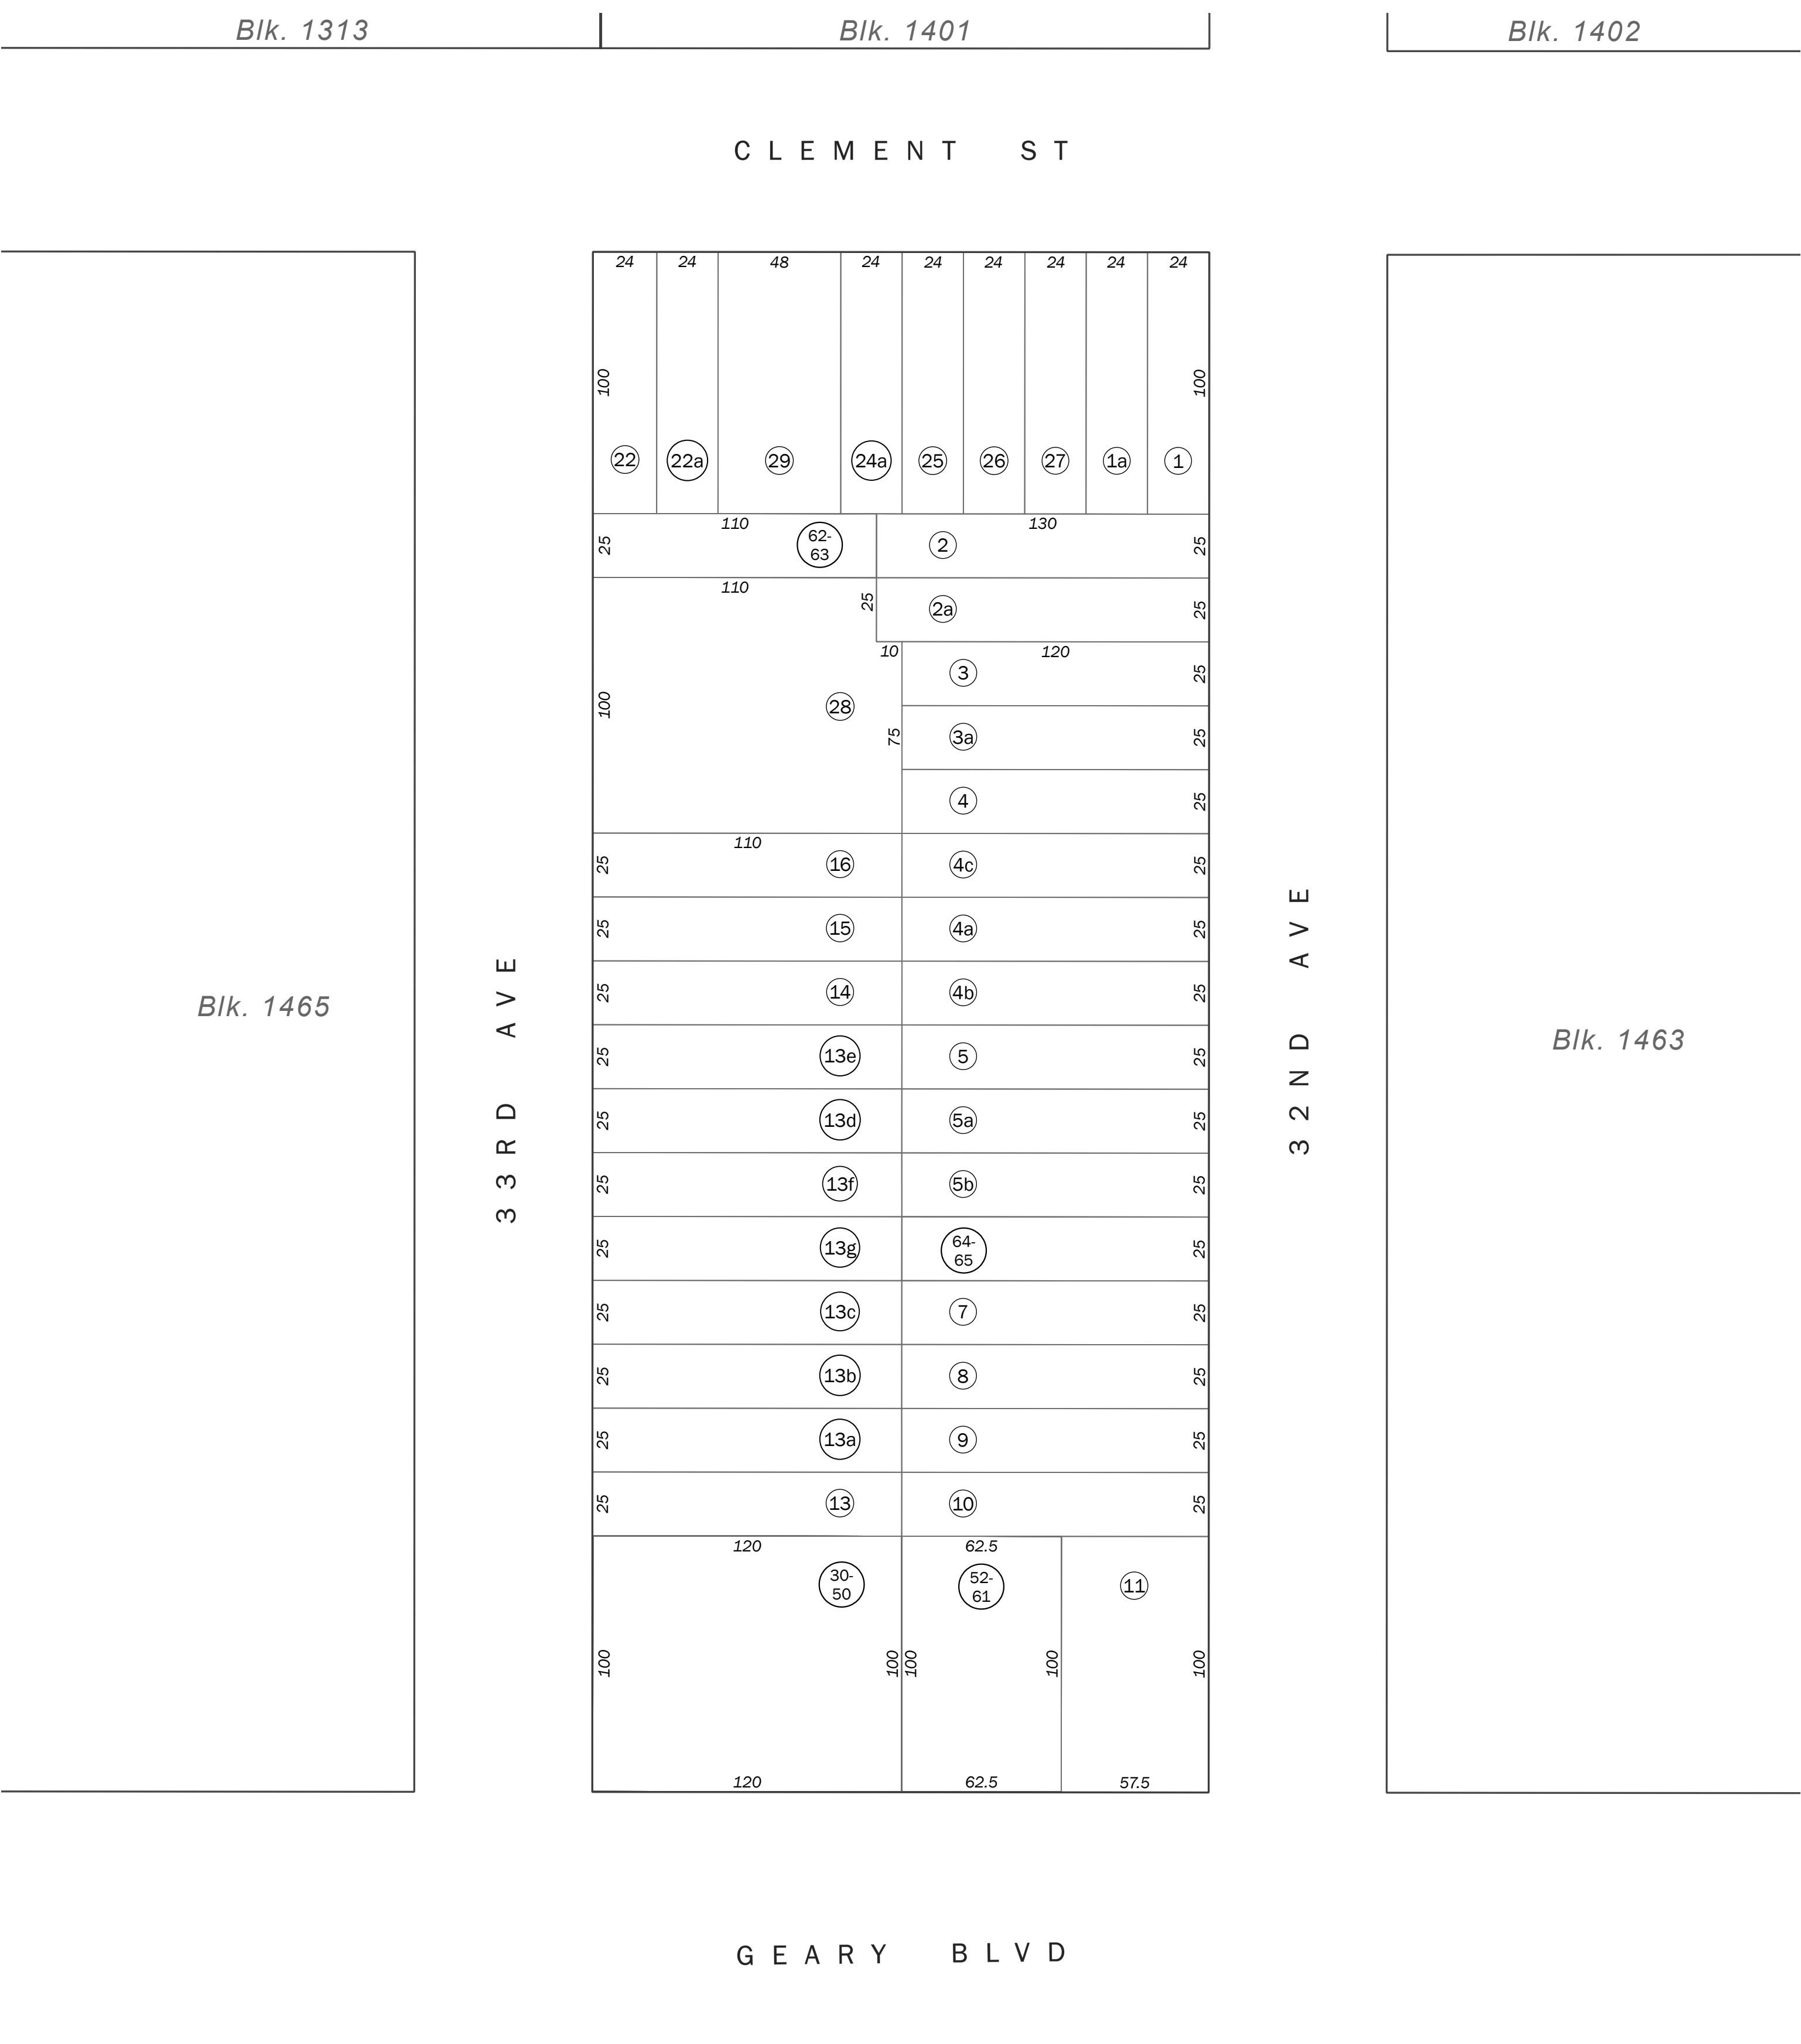 Blk. 1313 Blk. 1401 Blk. 1402
CLEMENT ST
24 24 48 24 24 24 24 24 24
100 100
22 22a 29 24a 25 26 27 1a 1
110 130
25 62-63 2 25
110
25 2a 25
10 120
3 25
100 28
75 3a 25
4 25
110
25 16 4c 25
25 15 4a 25
25 14 4b 25
25 13e 5 25
25 13d 5a 25
25 13f 5b 25
25 13g 64-65 25
25 13c 7 25
25 13b 8 25
25 13a 9 25
25 13 10 25
120 62.5
30-50 52-61 11
100 100 100 100 100
120 62.5 57.5
Blk. 1465
33RD AVE
32ND AVE
Blk. 1463
GEARY BLVD